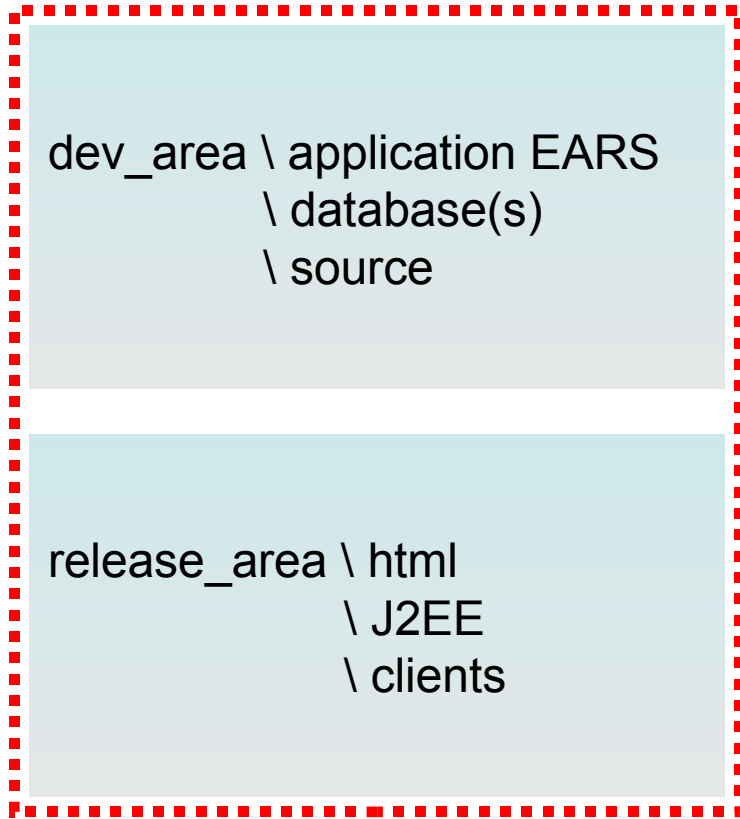 dev_area \ application EARS
\ database(s)
\ source
release_area \ html
\ J2EE
\ clients